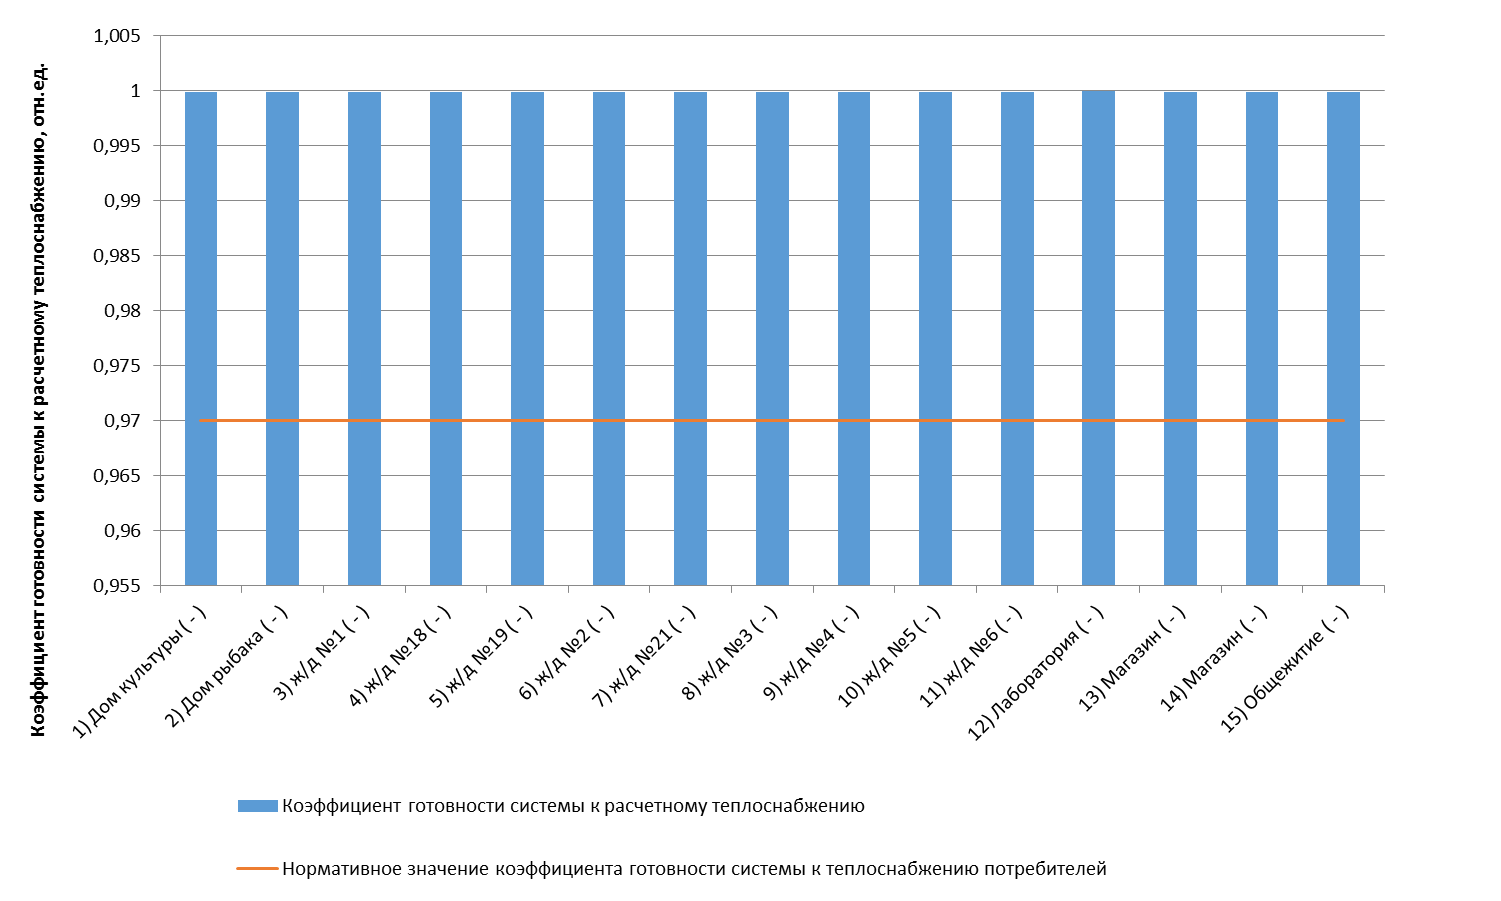 Коэффициент готовности системы к расчетному теплоснабжению, отн.ед.
1,005
1
0,995
0,99
0,985
0,98
0,975
0,97
0,965
0,96
0,955
1) Дом культуры ( - )
2) Дом рыбака ( - )
3) ж/д №1 ( - )
4) ж/д №18 ( - )
5) ж/д №19 ( - )
6) ж/д №2 ( - )
7) ж/д №21 ( - )
8) ж/д №3 ( - )
9) ж/д №4 ( - )
10) ж/д №5 ( - )
11) ж/д №6 ( - )
12) Лаборатория ( - )
13) Магазин ( - )
14) Магазин ( - )
15) Общежитие ( - )
Коэффициент готовности системы к расчетному теплоснабжению
Нормативное значение коэффициента готовности системы к теплоснабжению потребителей